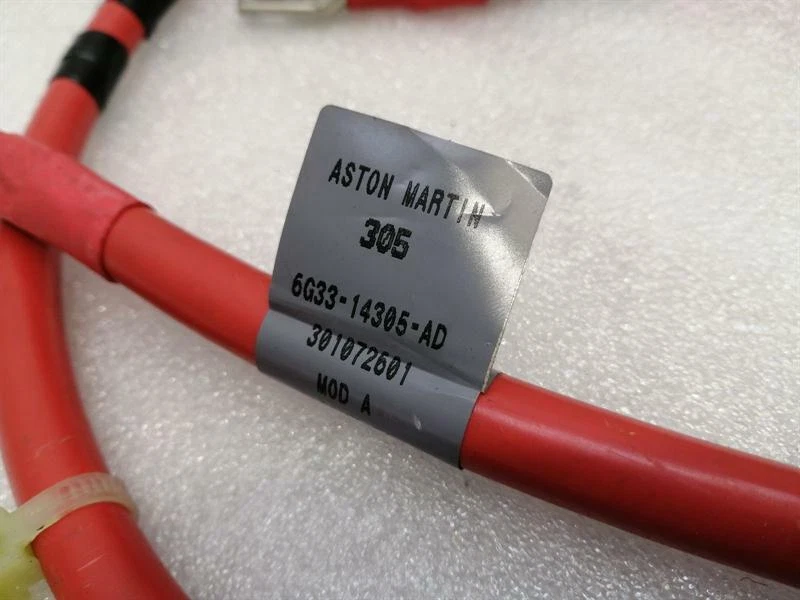 ASTON MARTIN
305
6G33-14305-AD
301072601
MOD A